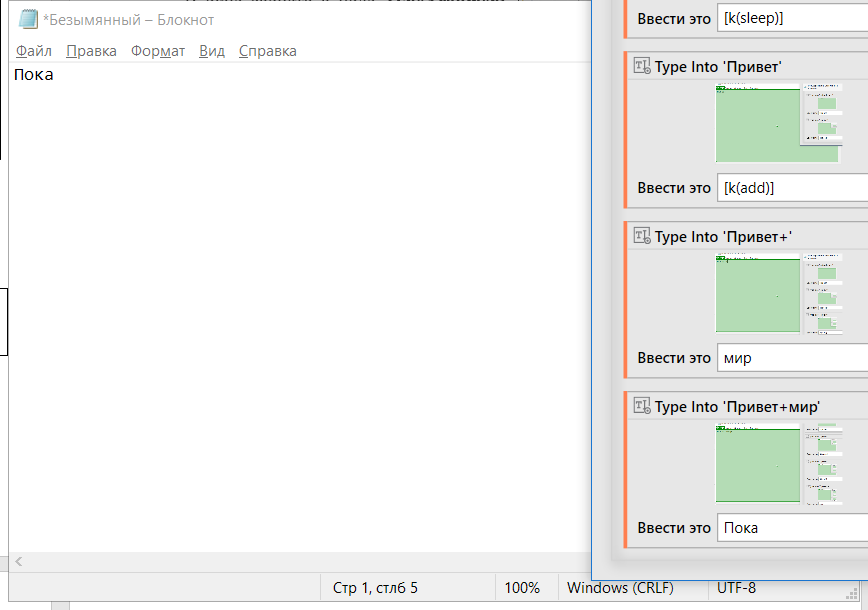 *Безымянный – Блокнот
Файл Правка Формат Вид Справка
Пока
Стр 1, стлб 5
100%
Windows (CRLF)
UTF-8
Ввести это
[k(sleep)]
Type Into 'Привет'
Ввести это
[k(add)]
Type Into 'Привет+'
Ввести это
мир
Type Into 'Привет+мир'
Ввести это
Пока